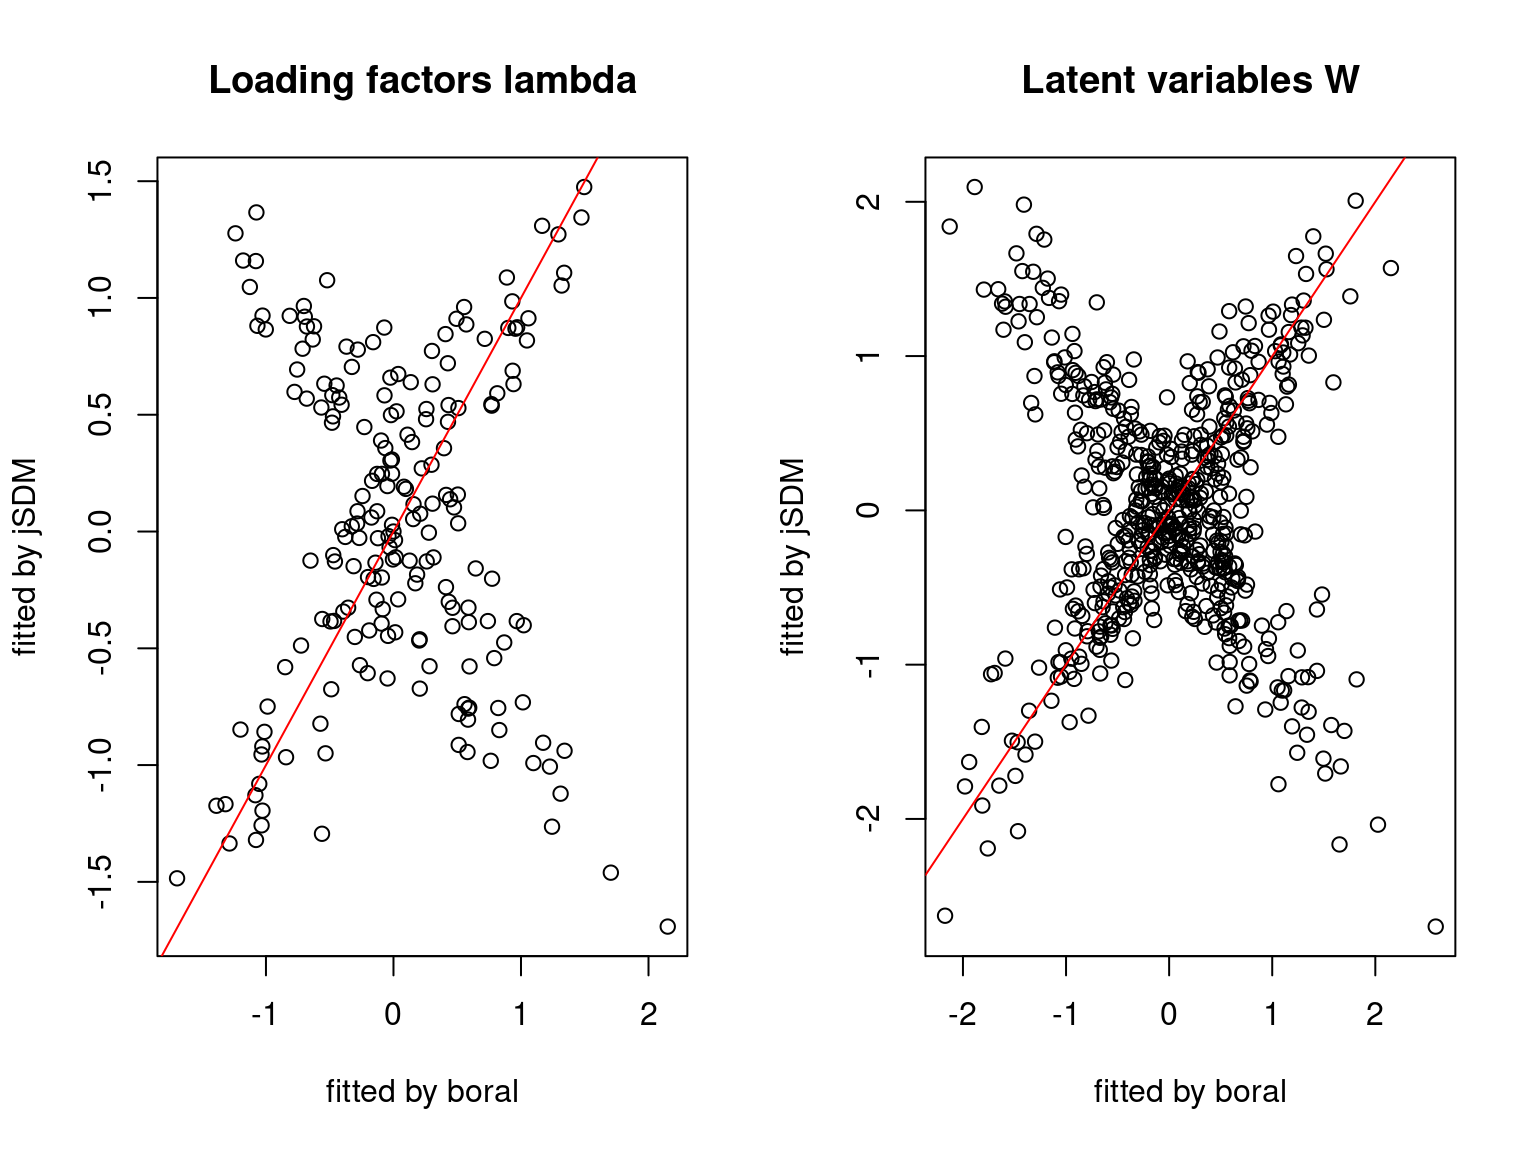 Loading factors lambda
fitted by jSDM
1.5
1.0
0.5
0.0
-0.5
-1.0
-1.5
-1 0 1 2
fitted by boral
Latent variables W
fitted by jSDM
2
1
0
-1
-2
-2 -1 0 1 2
fitted by boral